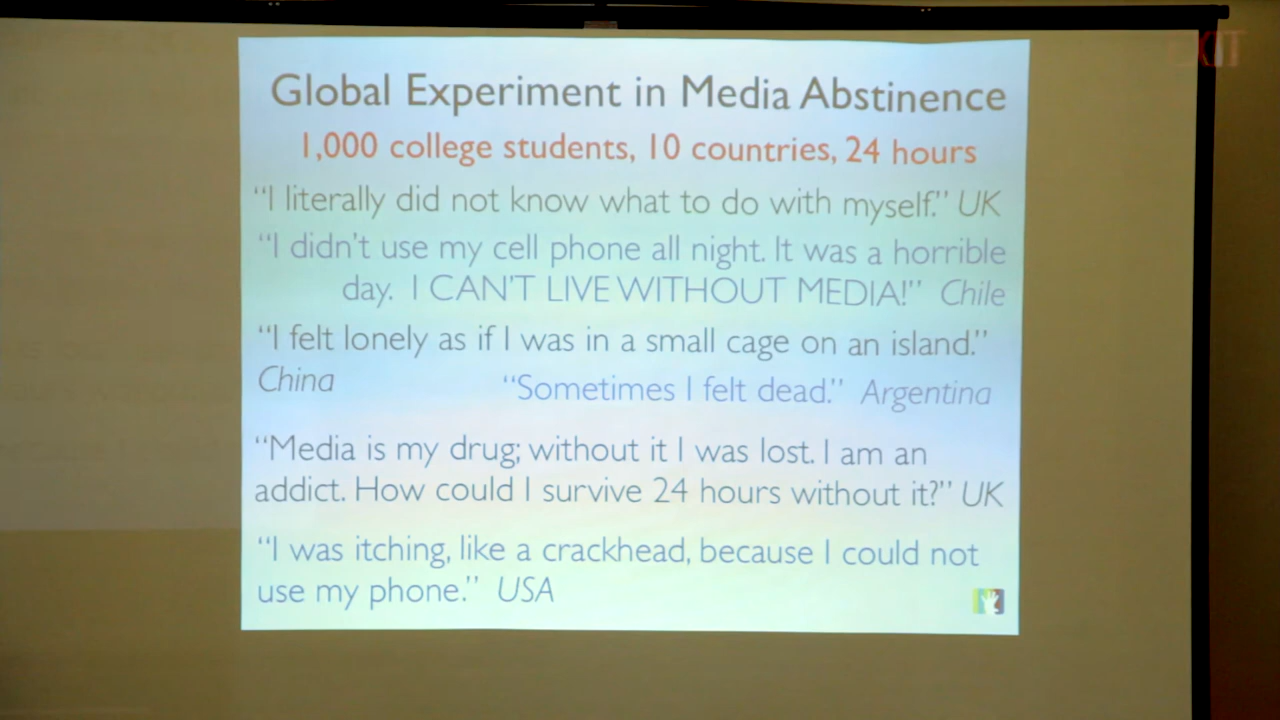 Global Experiment in Media Abstinence
1,000 college students, 10 countries, 24 hours
“I literally did not know what to do with myself.” UK
“I didn’t use my cell phone all night. It was a horrible
day. I CAN’T LIVE WITHOUT MEDIA!” Chile
“I felt lonely as if I was in a small cage on an island.”
China “Sometimes I felt dead.” Argentina
“Media is my drug; without it I was lost. I am an
addict. How could I survive 24 hours without it?” UK
“I was itching, like a crackhead, because I could not
use my phone.” USA
EXIT